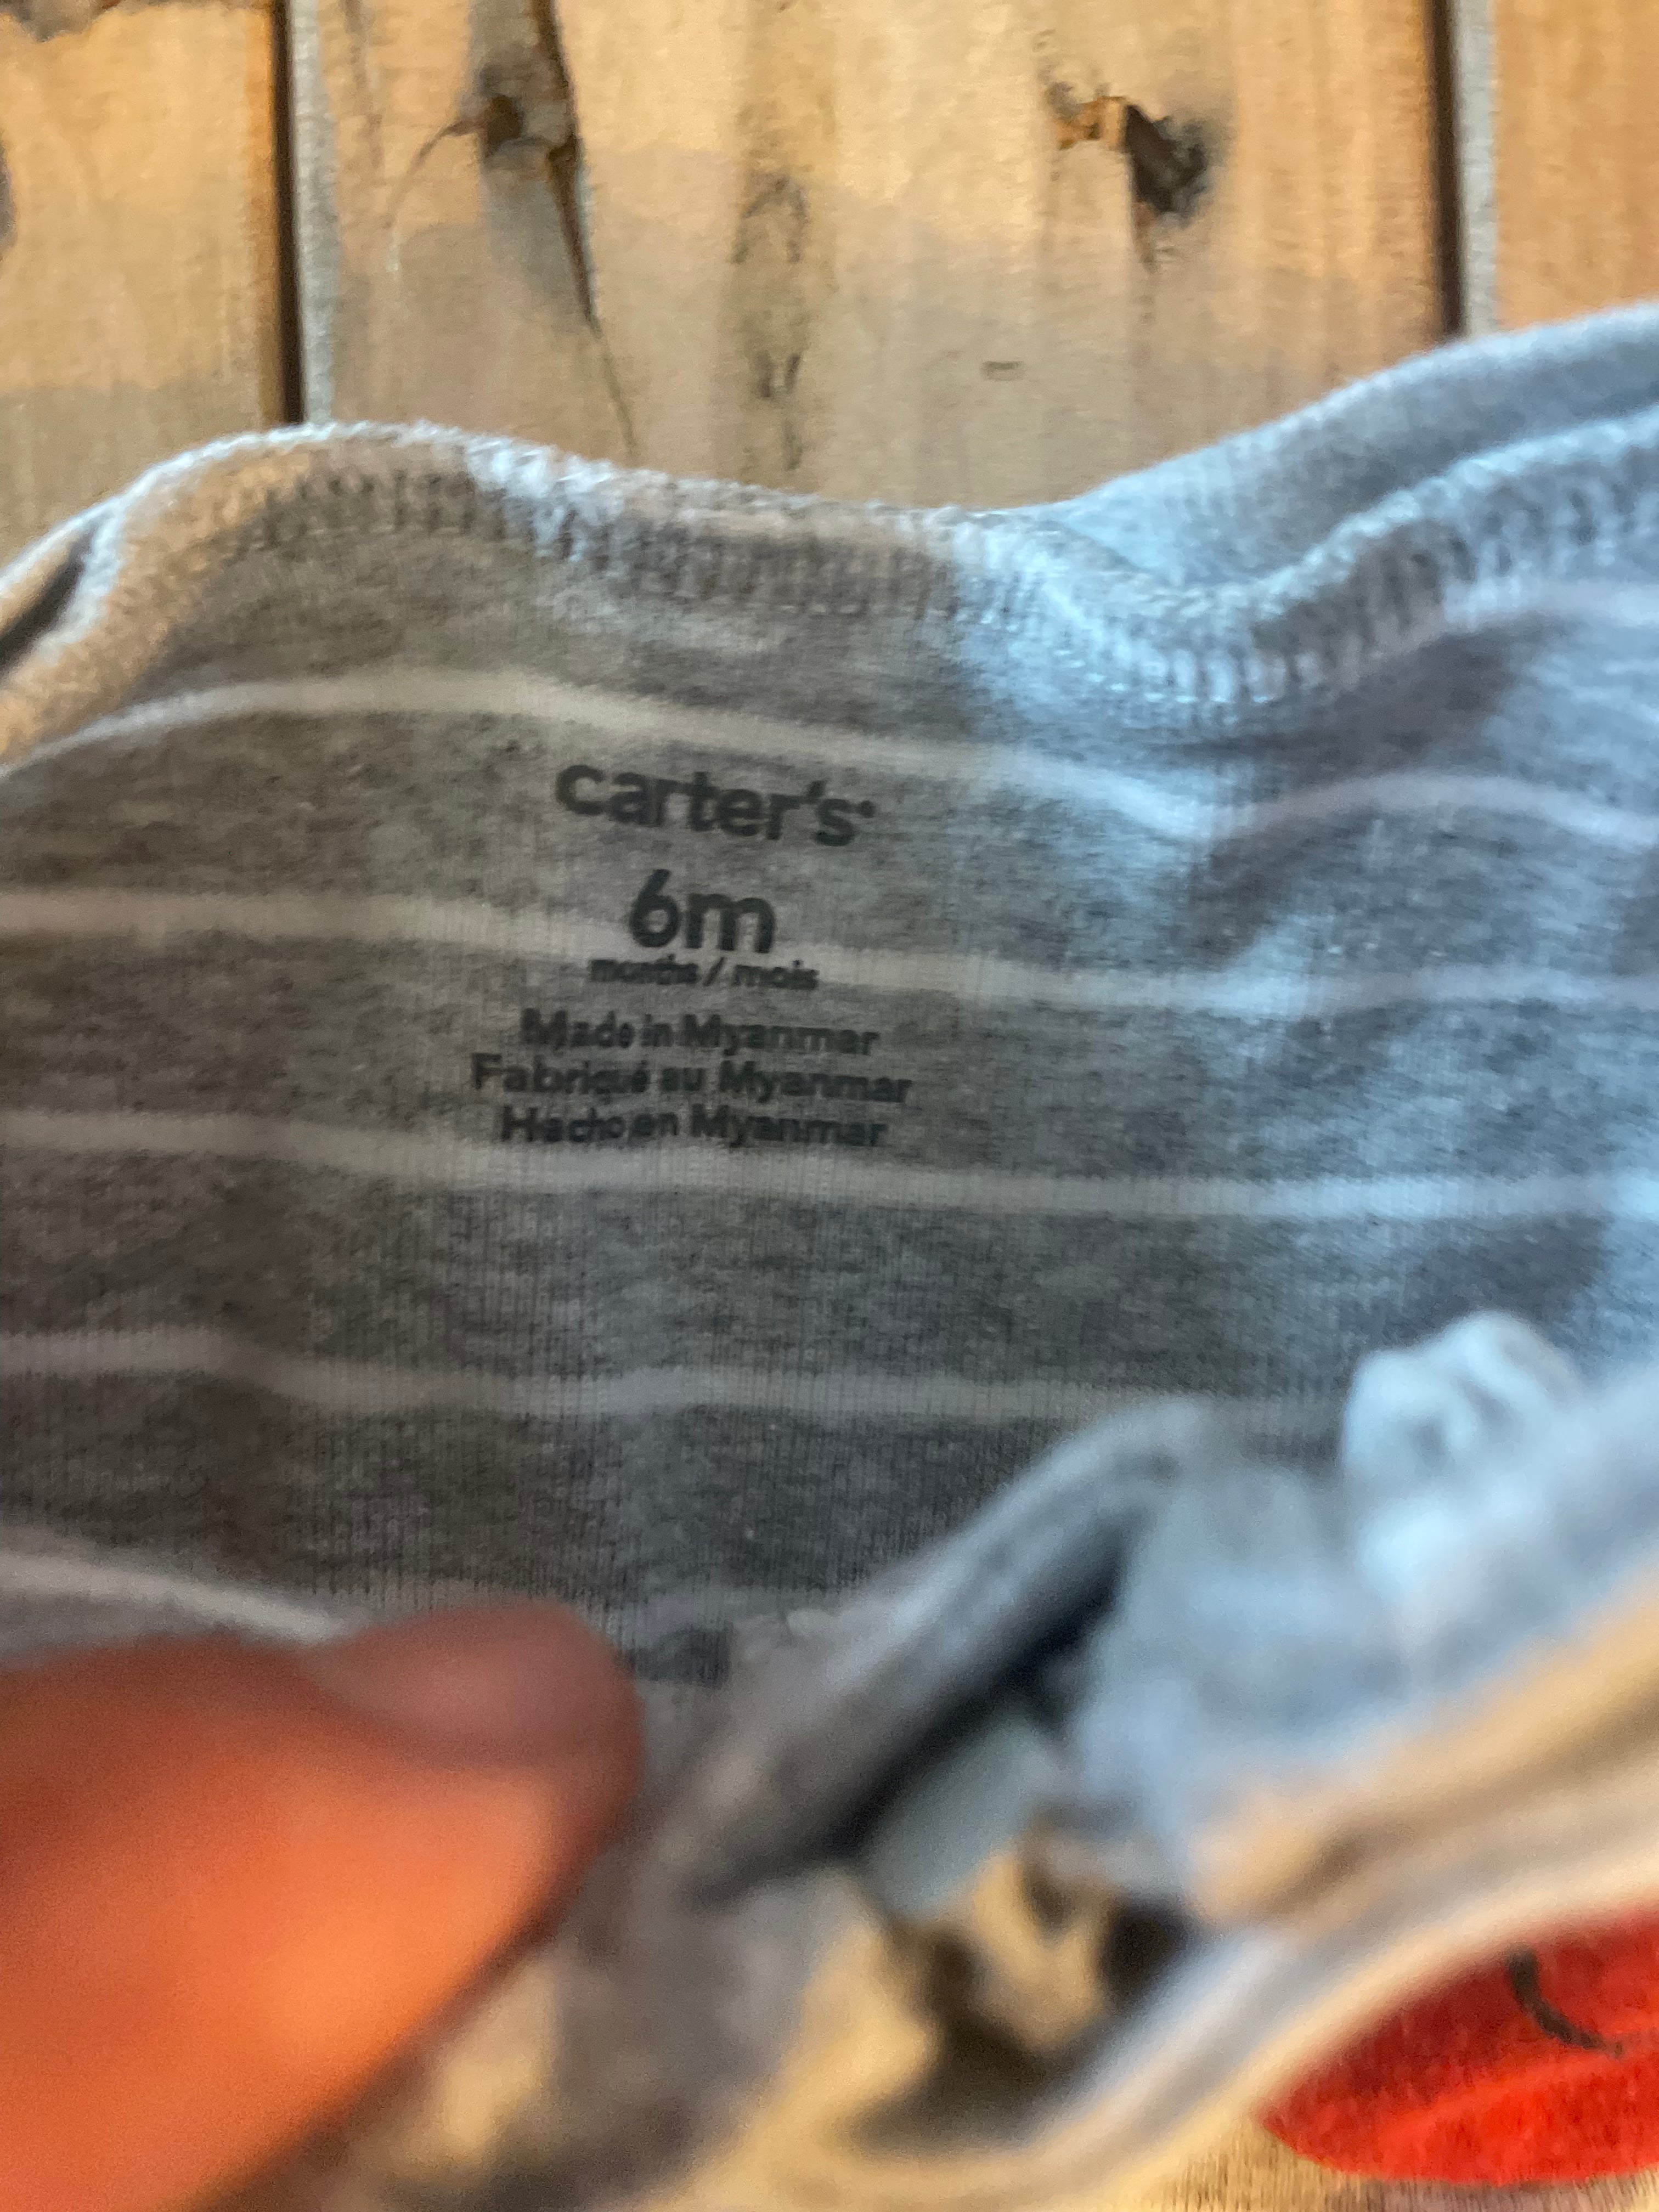 carter's
6m
months / mois
Made in Myanmar
Fabriqué au Myanmar
Hecho en Myanmar